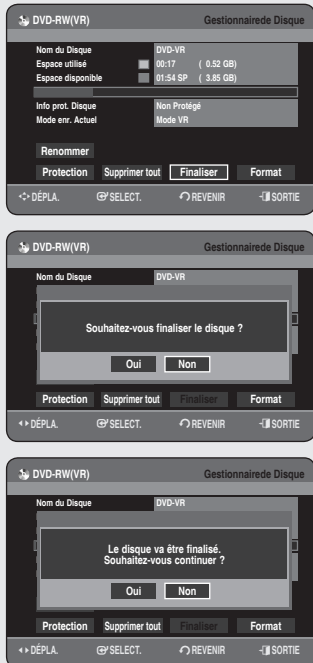 DVD-RW(VR) Gestionnairede Disque
Nom du Disque DVD-VR
Espace utilisé 00:17 ( 0.52 GB)
Espace disponible 01:54 SP ( 3.85 GB)
Info prot. Disque Non Protégé
Mode enr. Actuel Mode VR
Renommer
Protection Supprimer tout Finaliser Format
DÉPLA. SELECT. REVENIR SORTIE
DVD-RW(VR) Gestionnairede Disque
Nom du Disque DVD-VR
Souhaitez-vous finaliser le disque ?
Oui Non
Protection Supprimer tout Finaliser Format
DÉPLA. SELECT. REVENIR SORTIE
DVD-RW(VR) Gestionnairede Disque
Nom du Disque DVD-VR
Le disque va être finalisé.
Souhaitez-vous continuer ?
Oui Non
Protection Supprimer tout Finaliser Format
DÉPLA. SELECT. REVENIR SORTIE